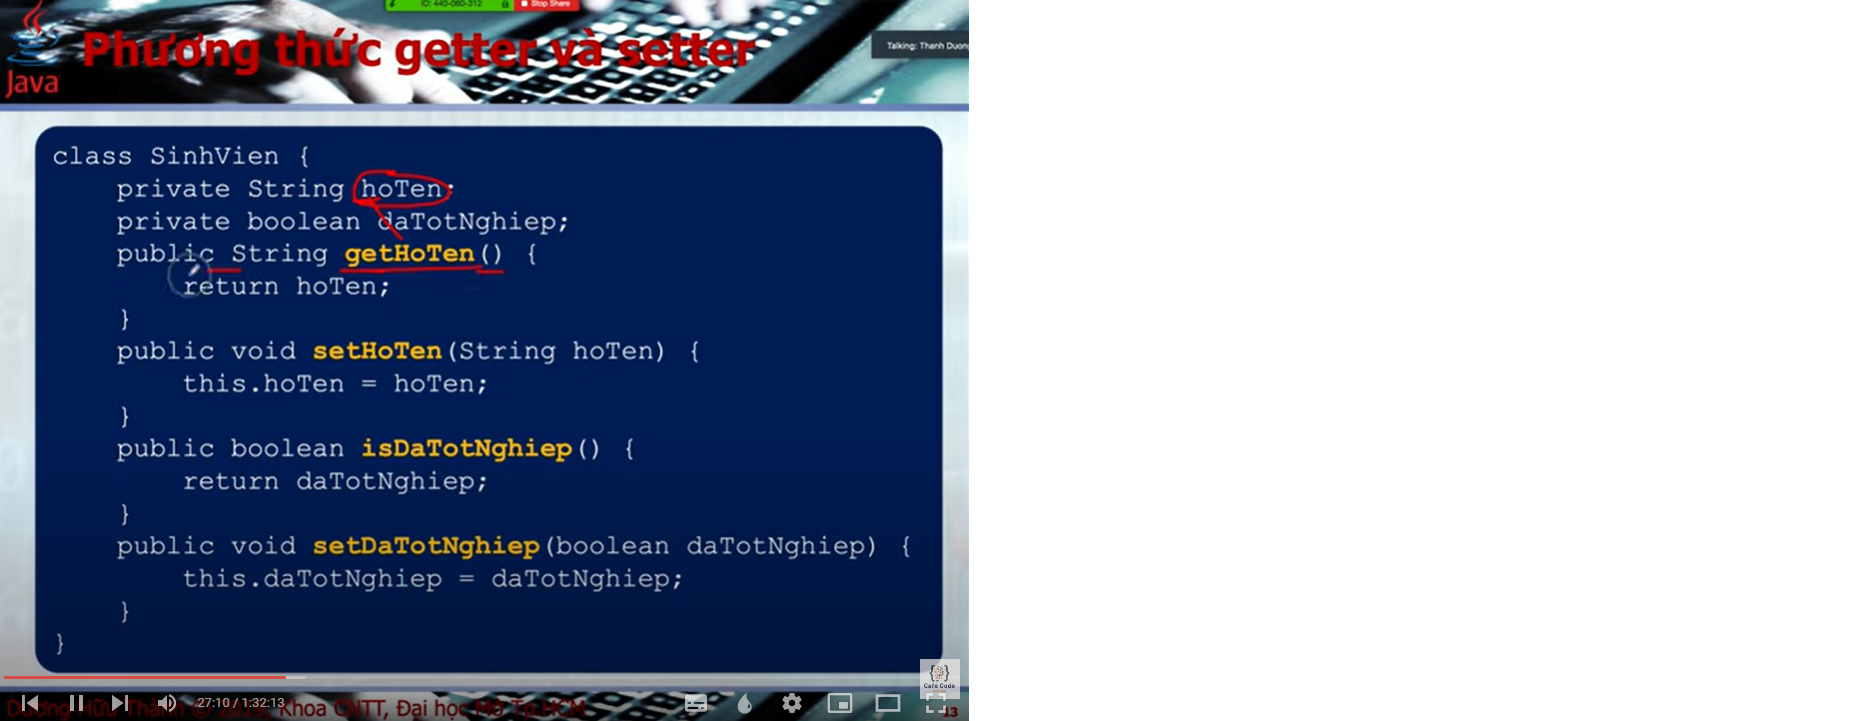 ID: 440-060-312 Stop Share
Phương thức getter và setter
Talking: Thanh Duong
Java
class SinhVien {
private String hoTen;
private boolean daTotNghiep;
public String getHoTen() {
return hoTen;
}
public void setHoTen(String hoTen) {
this.hoTen = hoTen;
}
public boolean isDaTotNghiep() {
return daTotNghiep;
}
public void setDaTotNghiep(boolean daTotNghiep) {
this.daTotNghiep = daTotNghiep;
}
}
Café Code
27:10 / 1:32:13
Dương Hữu Thành © Khoa CNTT, Đại học Mở Tp.HCM
13